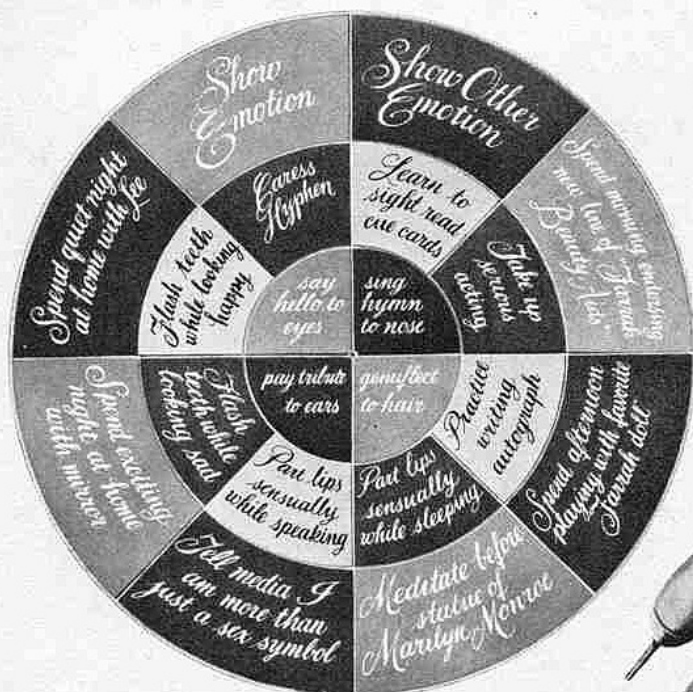 Show
Emotion
Show Other
Emotion
Spend morning endorsing
new line of "Farrah
Beauty Aids"
Spend afternoon
playing with favorite
Farrah doll
Meditate before
statue of
Marilyn Monroe
Tell media I
am more than
just a sex symbol
Spend exciting
night at home
with mirror
Spend quiet night
at home with Lee
Caress
Hyphen
Learn to
sight read
cue cards
Take up
serious
acting
Practice
writing
autograph
Part lips
sensually
while sleeping
Part lips
sensually
while speaking
Flash
teeth while
looking sad
Flash teeth
while looking
happy
say
hello to
eyes
sing
hymn
to nose
genuflect
to hair
pay tribute
to ears